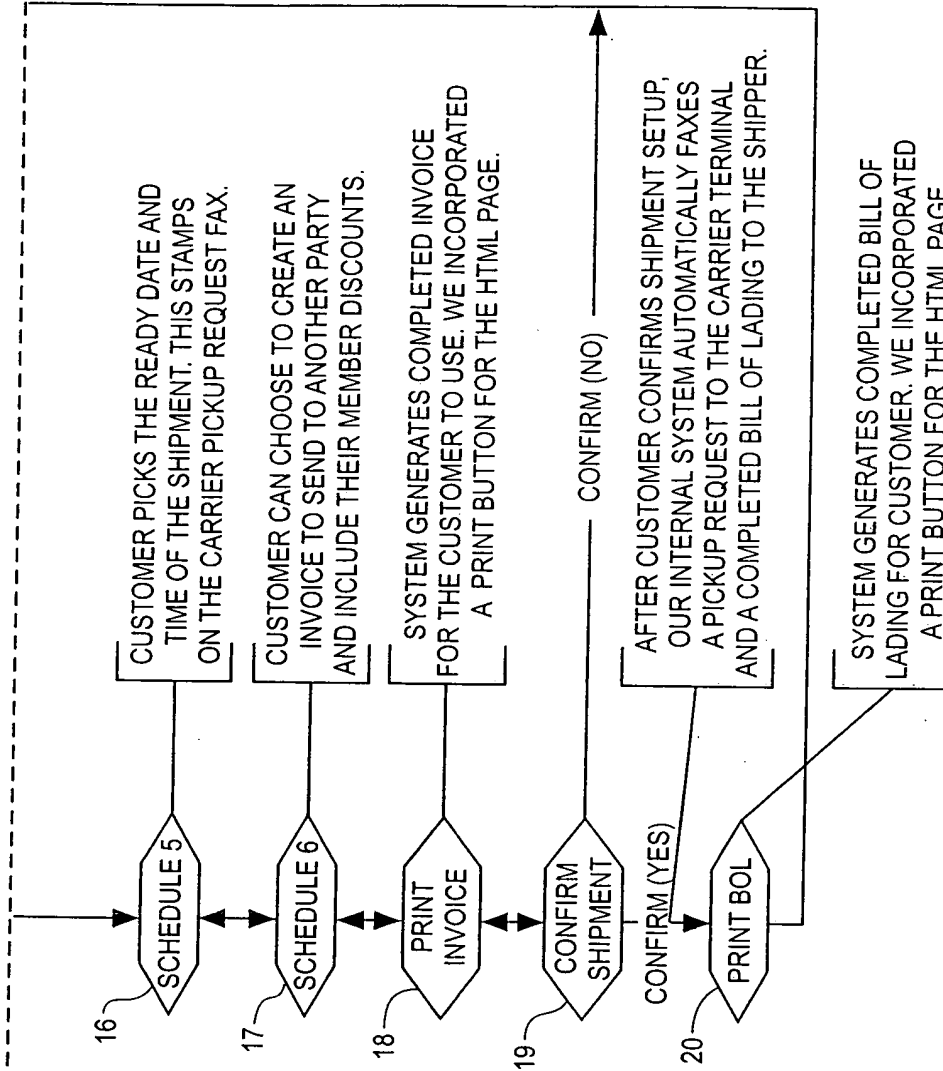 16
SCHEDULE 5
CUSTOMER PICKS THE READY DATE AND
TIME OF THE SHIPMENT. THIS STAMPS
ON THE CARRIER PICKUP REQUEST FAX.
17
SCHEDULE 6
CUSTOMER CAN CHOOSE TO CREATE AN
INVOICE TO SEND TO ANOTHER PARTY
AND INCLUDE THEIR MEMBER DISCOUNTS.
18
PRINT
INVOICE
SYSTEM GENERATES COMPLETED INVOICE
FOR THE CUSTOMER TO USE. WE INCORPORATED
A PRINT BUTTON FOR THE HTML PAGE.
19
CONFIRM
SHIPMENT
CONFIRM (NO)
CONFIRM (YES)
AFTER CUSTOMER CONFIRMS SHIPMENT SETUP,
OUR INTERNAL SYSTEM AUTOMATICALLY FAXES
A PICKUP REQUEST TO THE CARRIER TERMINAL
AND A COMPLETED BILL OF LADING TO THE SHIPPER.
20
PRINT BOL
SYSTEM GENERATES COMPLETED BILL OF
LADING FOR CUSTOMER. WE INCORPORATED
A PRINT BUTTON FOR THE HTML PAGE